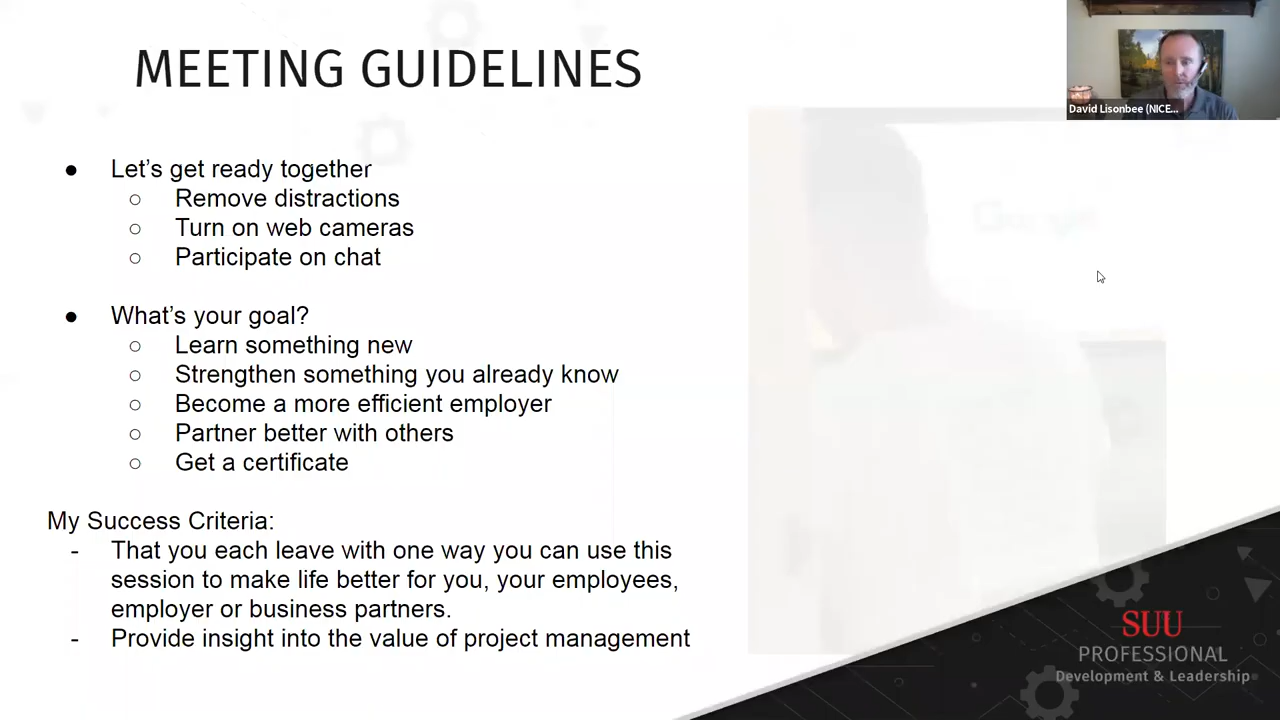 MEETING GUIDELINES
David Lisonbee (NICE...
● Let's get ready together
○ Remove distractions
○ Turn on web cameras
○ Participate on chat
● What's your goal?
○ Learn something new
○ Strengthen something you already know
○ Become a more efficient employer
○ Partner better with others
○ Get a certificate
My Success Criteria:
- That you each leave with one way you can use this
session to make life better for you, your employees,
employer or business partners.
- Provide insight into the value of project management
Google
SUU
PROFESSIONAL
Development & Leadership